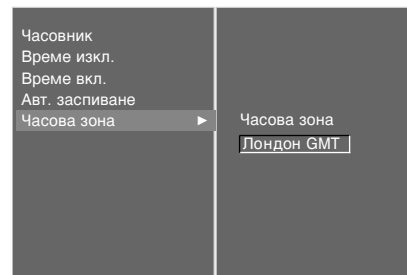 Часовник
Време изкл.
Време вкл.
Авт. заспиване
Часова зона
Часова зона
Лондон GMT